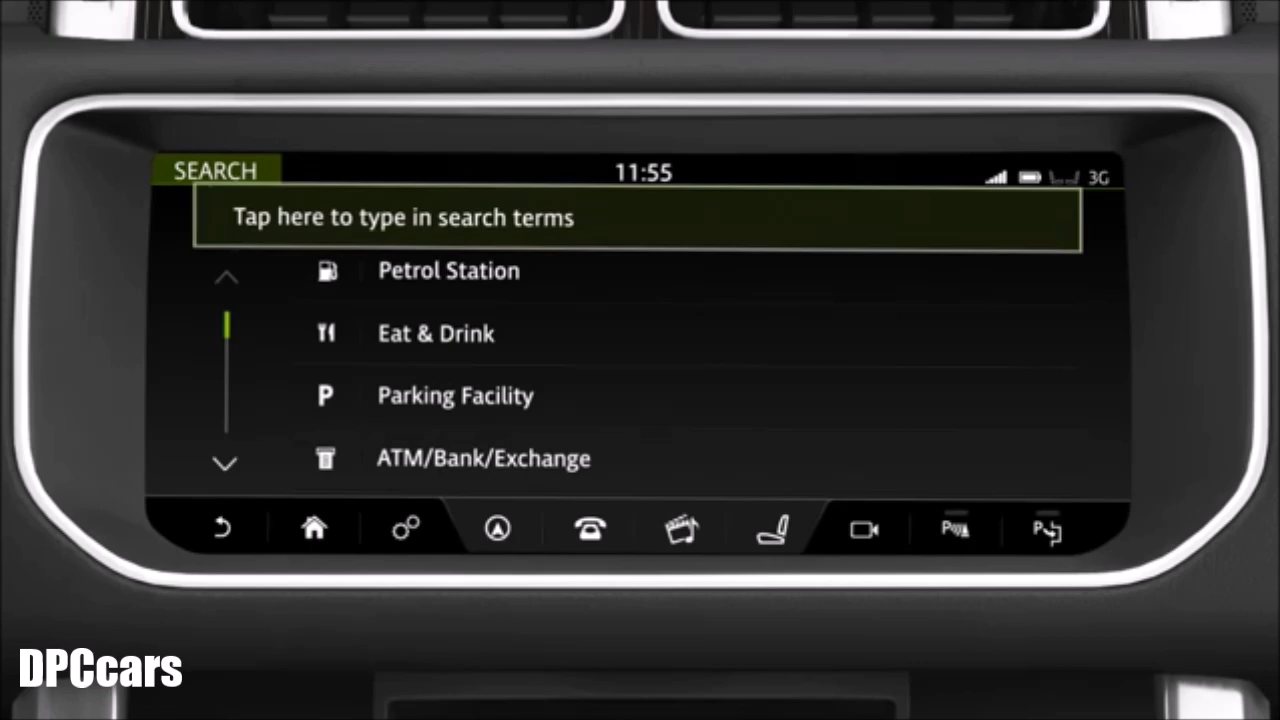 SEARCH
11:55
3G
Tap here to type in search terms
Petrol Station
Eat & Drink
P Parking Facility
ATM/Bank/Exchange
P P
DPCcars